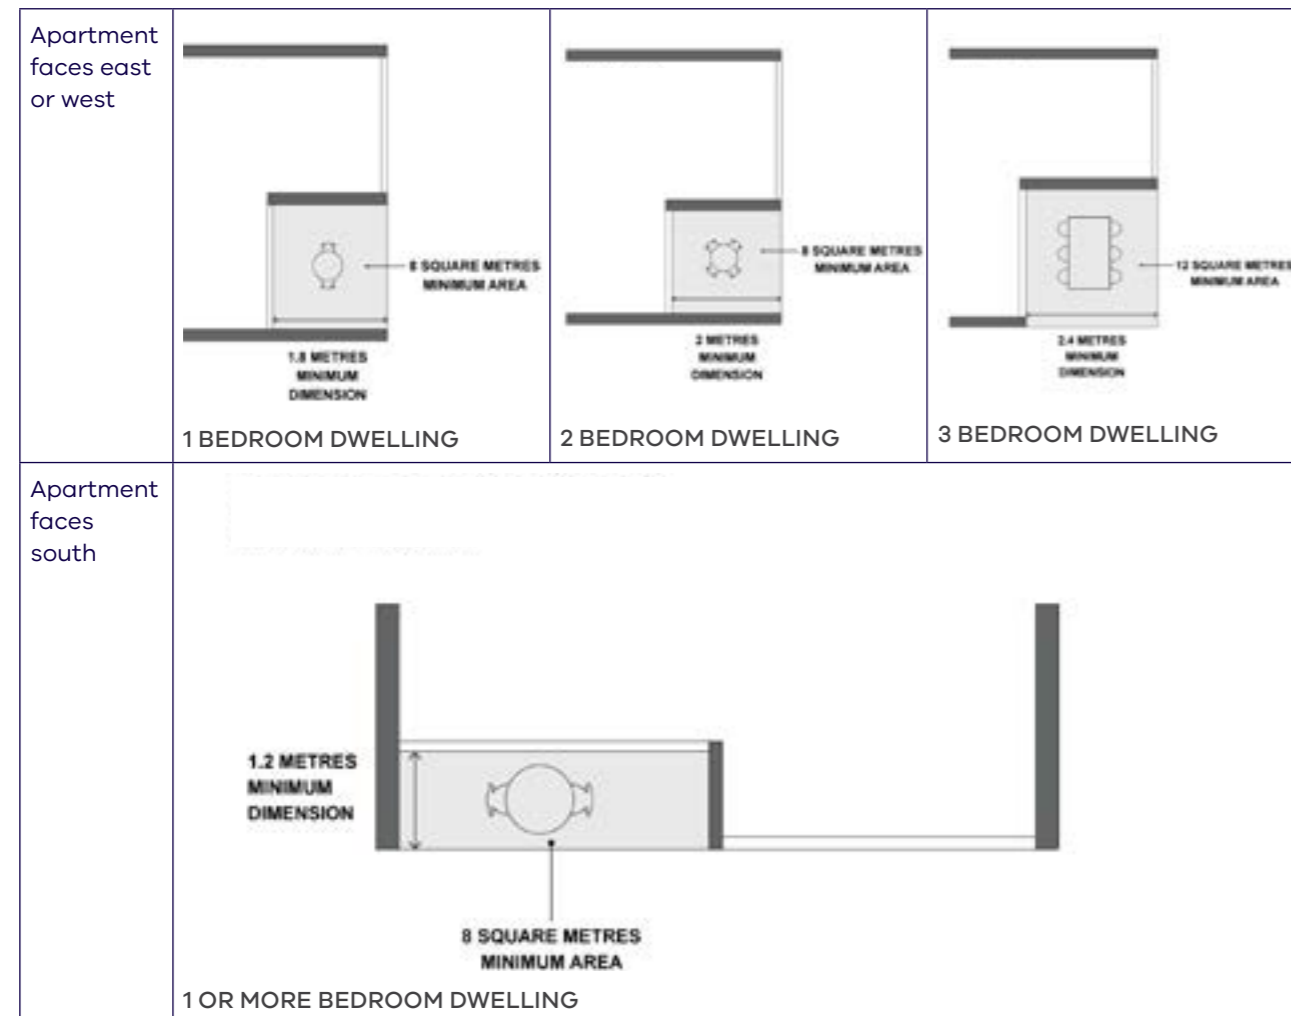 Apartment
faces east
or west
8 SQUARE METRES
MINIMUM AREA
1.8 METRES
MINIMUM
DIMENSION
1 BEDROOM DWELLING
8 SQUARE METRES
MINIMUM AREA
2 METRES
MINIMUM
DIMENSION
2 BEDROOM DWELLING
12 SQUARE METRES
MINIMUM AREA
2.4 METRES
MINIMUM
DIMENSION
3 BEDROOM DWELLING
Apartment
faces
south
1.2 METRES
MINIMUM
DIMENSION
8 SQUARE METRES
MINIMUM AREA
1 OR MORE BEDROOM DWELLING